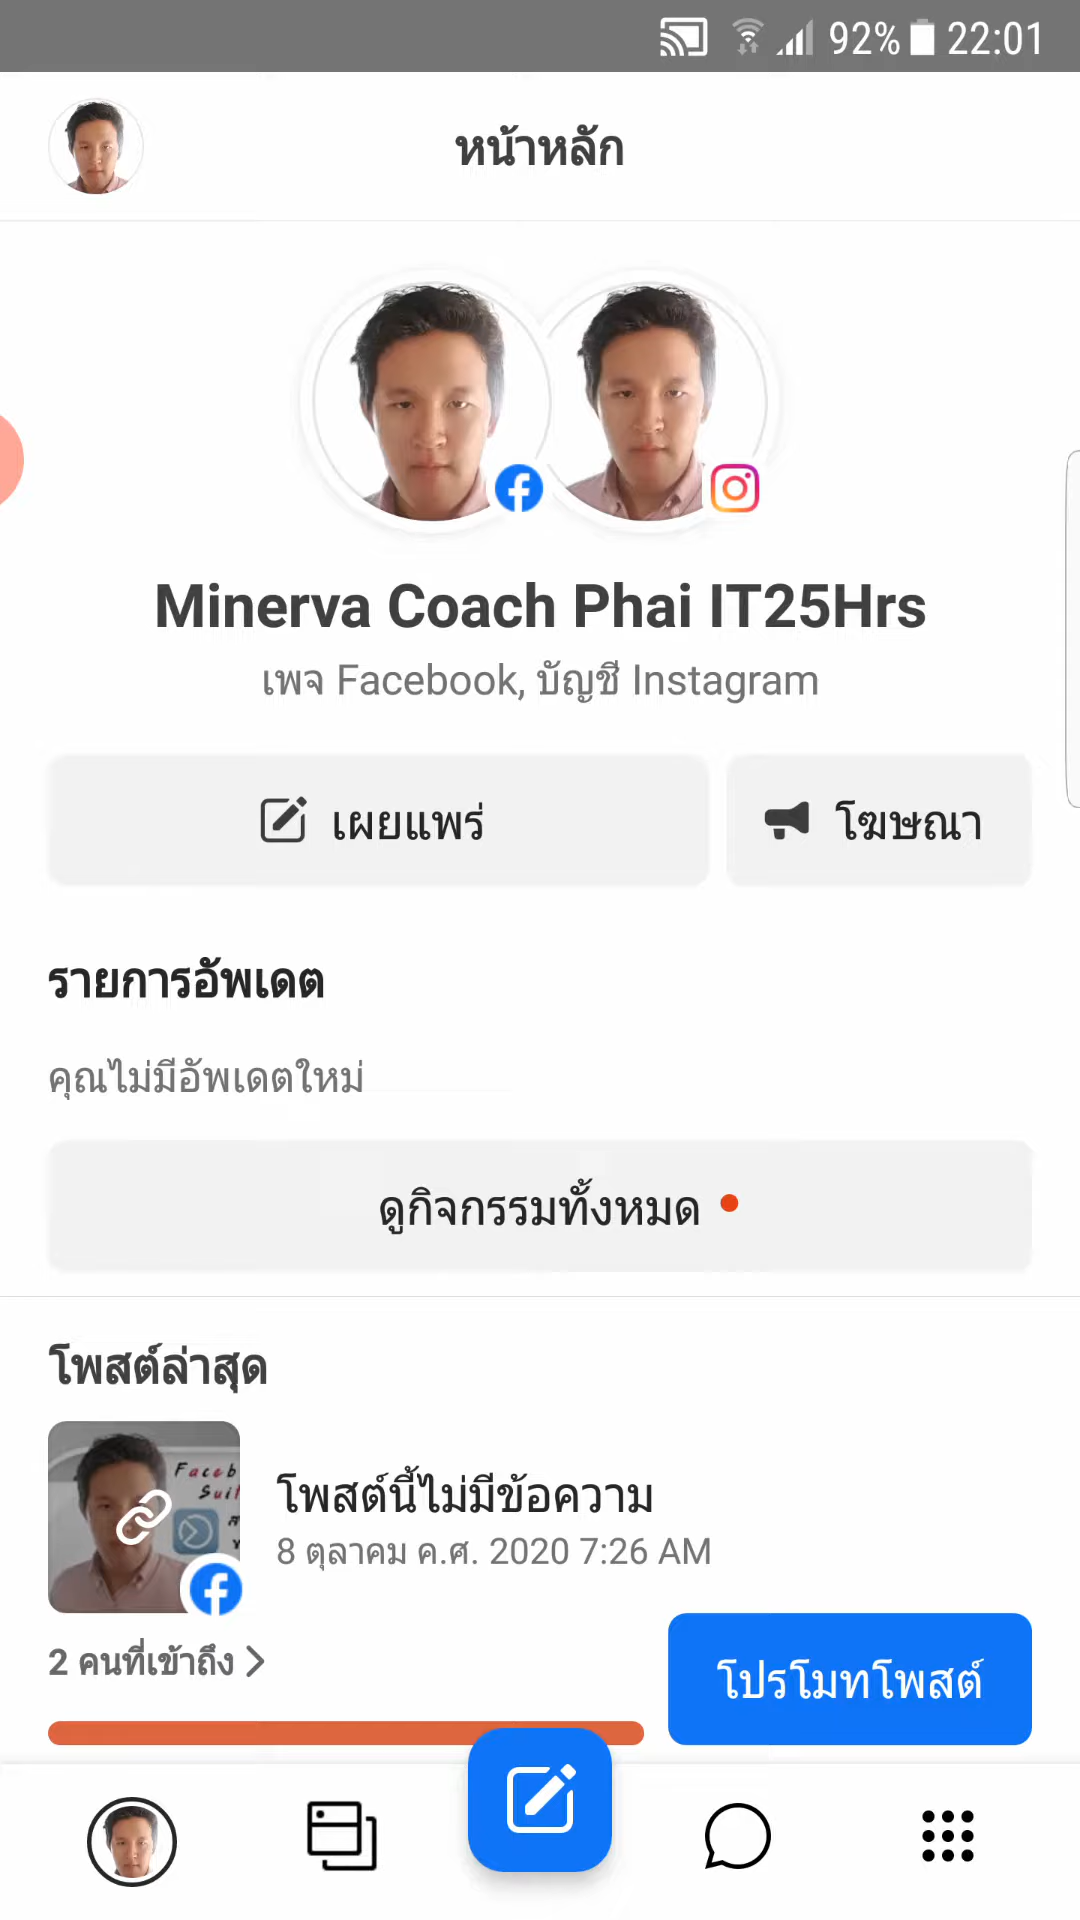 92% 22:01
หน้าหลัก
Minerva Coach Phai IT25Hrs
เพจ Facebook, บัญชี Instagram
เผยแพร่ โฆษณา
รายการอัพเดต
คุณไม่มีอัพเดตใหม่
ดูกิจกรรมทั้งหมด
โพสต์ล่าสุด
Faceb
Suit
โพสต์นี้ไม่มีข้อความ
8 ตุลาคม ค.ศ. 2020 7:26 AM
2 คนที่เข้าถึง
โปรโมทโพสต์